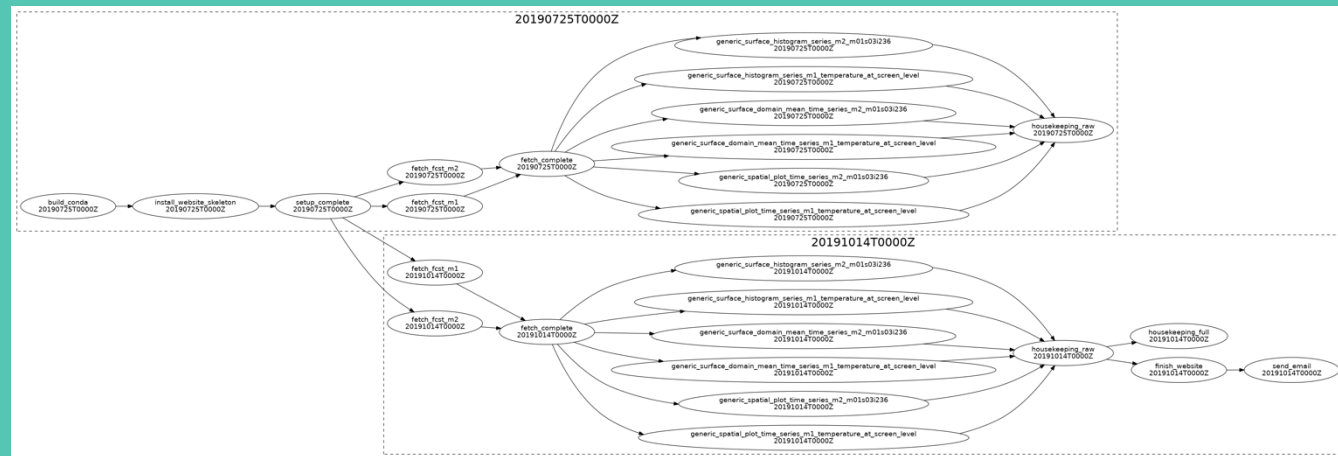 20190725T0000Z
generic_surface_histogram_series_m2_m01s03i236
20190725T0000Z
generic_surface_histogram_series_m1_temperature_at_screen_level
20190725T0000Z
generic_surface_domain_mean_time_series_m2_m01s03i236
20190725T0000Z
generic_surface_domain_mean_time_series_m1_temperature_at_screen_level
20190725T0000Z
generic_spatial_plot_time_series_m2_m01s03i236
20190725T0000Z
generic_spatial_plot_time_series_m1_temperature_at_screen_level
20190725T0000Z
housekeeping_raw
20190725T0000Z
fetch_complete
20190725T0000Z
fetch_fcst_m2
20190725T0000Z
fetch_fcst_m1
20190725T0000Z
build_conda
20190725T0000Z
install_website_skeleton
20190725T0000Z
setup_complete
20190725T0000Z
20191014T0000Z
fetch_fcst_m1
20191014T0000Z
fetch_fcst_m2
20191014T0000Z
fetch_complete
20191014T0000Z
generic_surface_histogram_series_m2_m01s03i236
20191014T0000Z
generic_surface_histogram_series_m1_temperature_at_screen_level
20191014T0000Z
generic_surface_domain_mean_time_series_m2_m01s03i236
20191014T0000Z
generic_surface_domain_mean_time_series_m1_temperature_at_screen_level
20191014T0000Z
generic_spatial_plot_time_series_m2_m01s03i236
20191014T0000Z
generic_spatial_plot_time_series_m1_temperature_at_screen_level
20191014T0000Z
housekeeping_raw
20191014T0000Z
housekeeping_full
20191014T0000Z
finish_website
20191014T0000Z
send_email
20191014T0000Z